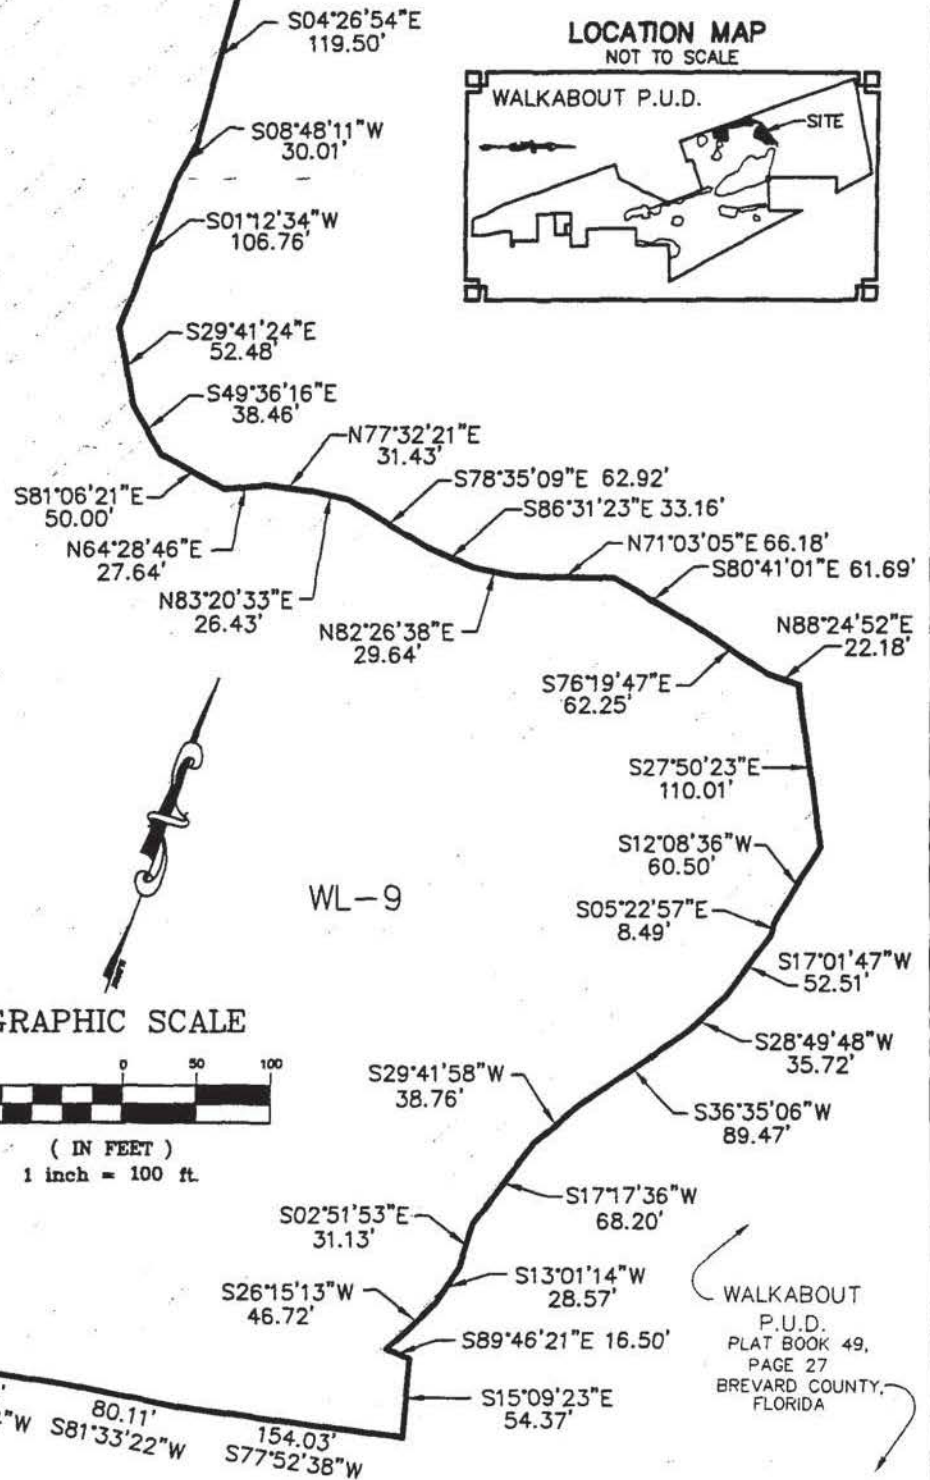 S04°26'54"E
119.50'
LOCATION MAP
NOT TO SCALE
WALKABOUT P.U.D.
SITE
S08°48'11"W
30.01'
S01°12'34"W
106.76'
S29°41'24"E
52.48'
S49°36'16"E
38.46'
N77°32'21"E
31.43'
S78°35'09"E 62.92'
S81°06'21"E
50.00'
S86°31'23"E 33.16'
N64°28'46"E
27.64'
N71°03'05"E 66.18'
S80°41'01"E 61.69'
N83°20'33"E
26.43'
N82°26'38"E
29.64'
N88°24'52"E
22.18'
S76°19'47"E
62.25'
S27°50'23"E
110.01'
S12°08'36"W
60.50'
WL-9
S05°22'57"E
8.49'
S17°01'47"W
52.51'
GRAPHIC SCALE
0 50 100
( IN FEET )
1 inch = 100 ft.
S28°49'48"W
35.72'
S29°41'58"W
38.76'
S36°35'06"W
89.47'
S17°17'36"W
68.20'
S02°51'53"E
31.13'
S13°01'14"W
28.57'
S26°15'13"W
46.72'
S89°46'21"E 16.50'
WALKABOUT
P.U.D.
PLAT BOOK 49,
PAGE 27
BREVARD COUNTY,
FLORIDA
S15°09'23"E
54.37'
80.11'
S81°33'22"W
154.03'
S77°52'38"W